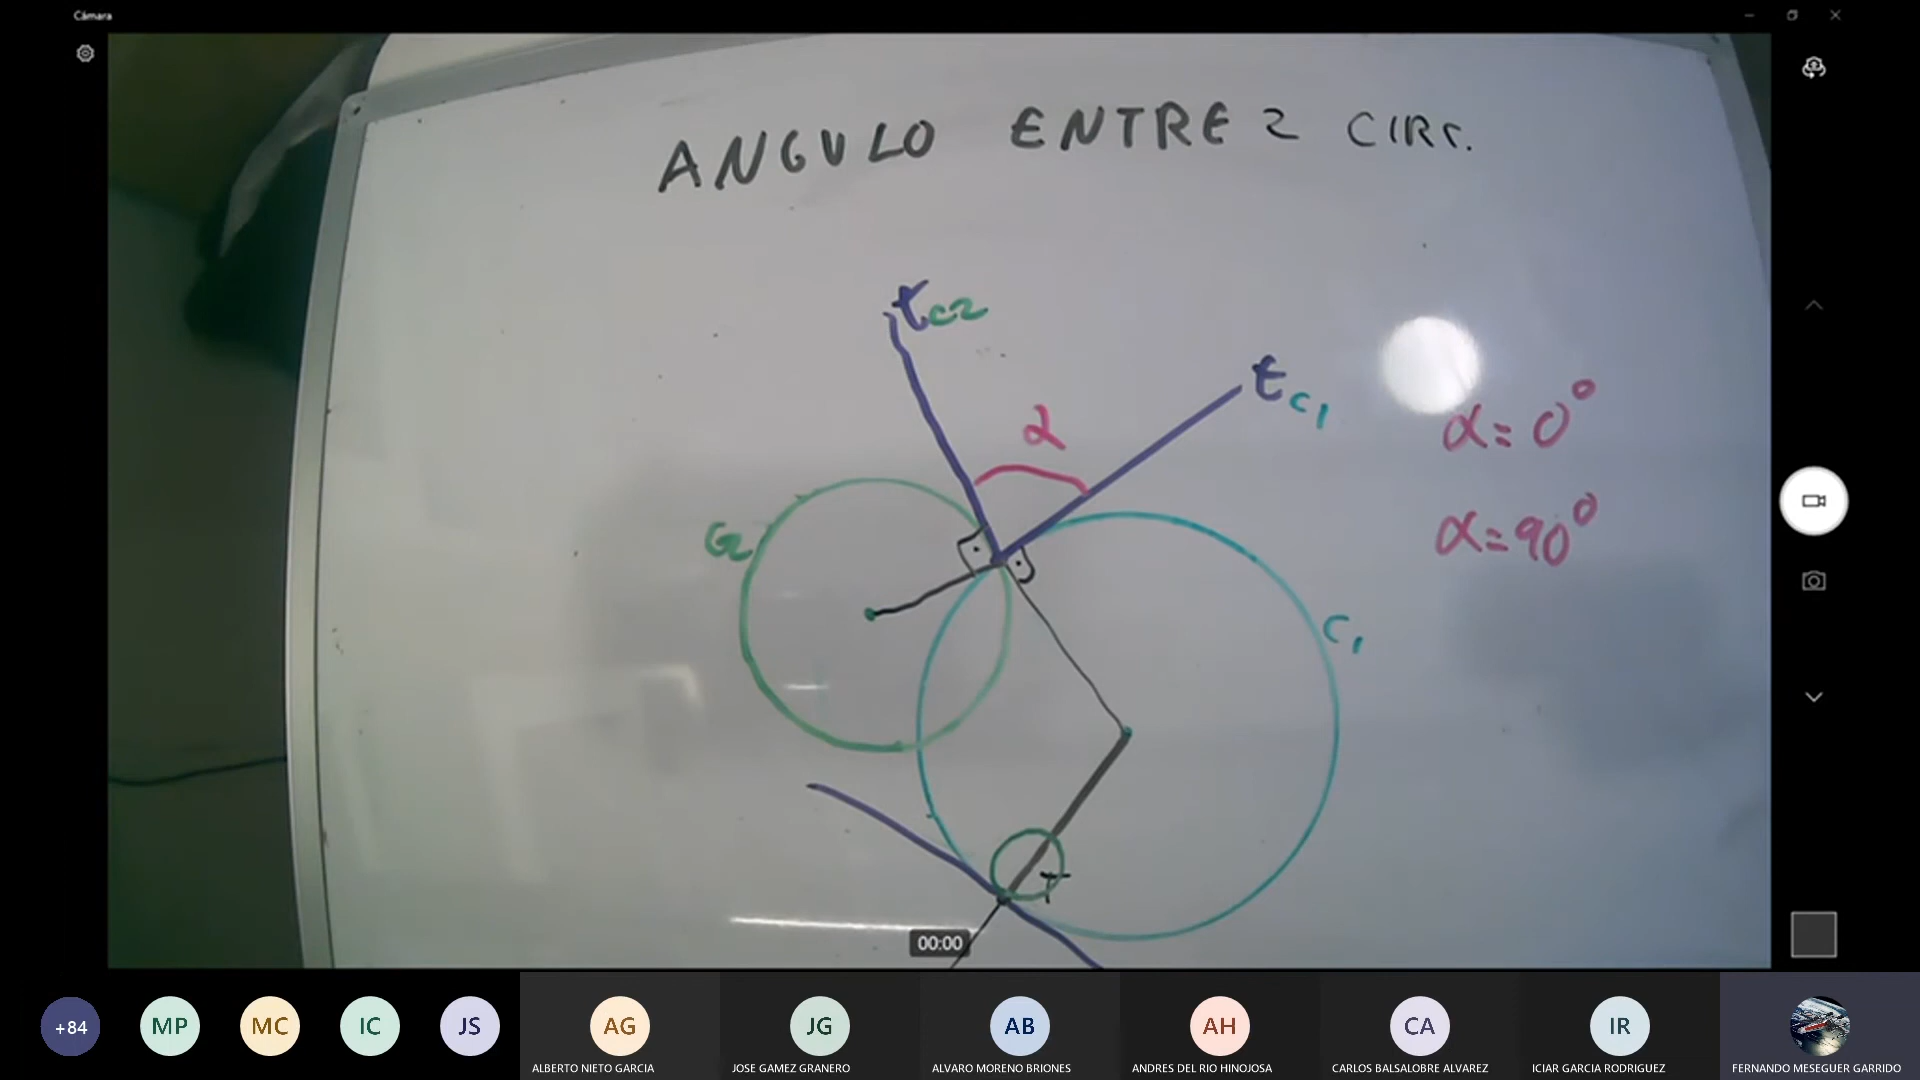 Cámara
ANGULO ENTRE 2 CIRC.
tc2
tc1
α
α=0°
α=90°
C2
C1
T
00:00
+84
MP
MC
IC
JS
AG
JG
AB
AH
CA
IR
ALBERTO NIETO GARCIA
JOSE GAMEZ GRANERO
ALVARO MORENO BRIONES
ANDRES DEL RIO HINOJOSA
CARLOS BALSALOBRE ALVAREZ
ICIAR GARCIA RODRIGUEZ
FERNANDO MESEGUER GARRIDO